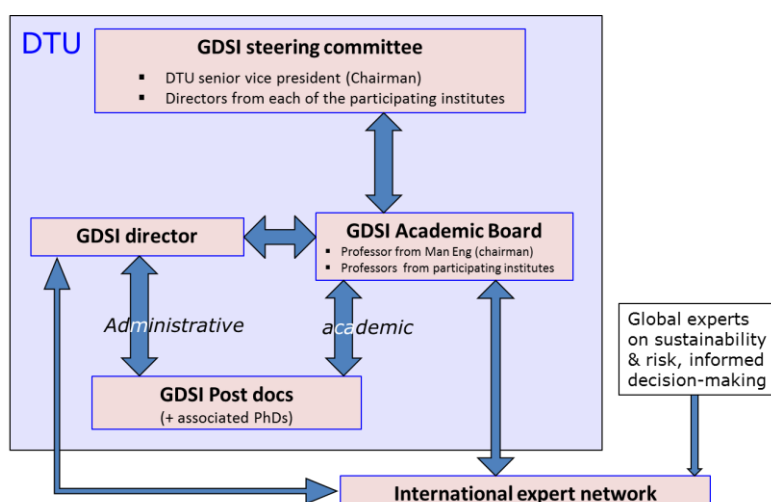 DTU
GDSI steering committee
▪ DTU senior vice president (Chairman)
▪ Directors from each of the participating institutes
GDSI director
GDSI Academic Board
▪ Professor from Man Eng (chairman)
▪ Professors from participating institutes
Administrative
academic
Global experts
on sustainability
& risk, informed
decision-making
GDSI Post docs
(+ associated PhDs)
International expert network